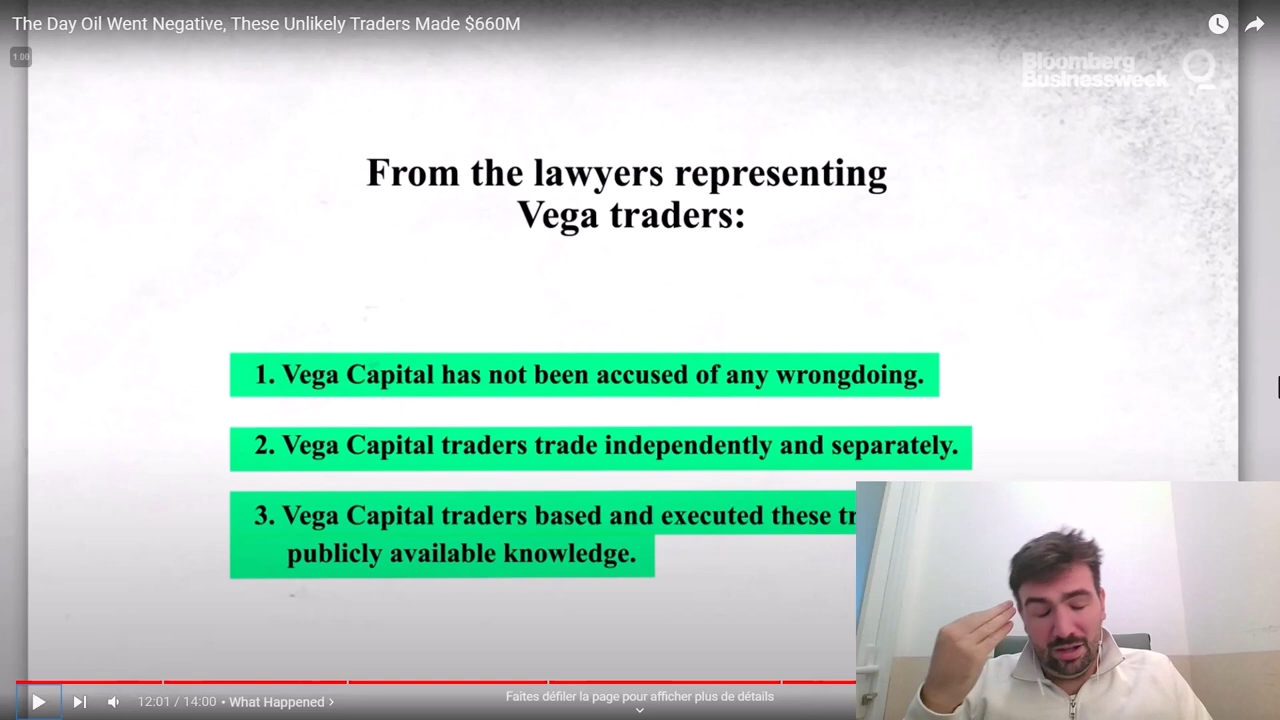 The Day Oil Went Negative, These Unlikely Traders Made $660M
1.00
Bloomberg
Businessweek
From the lawyers representing
Vega traders:
1. Vega Capital has not been accused of any wrongdoing.
2. Vega Capital traders trade independently and separately.
3. Vega Capital traders based and executed these
publicly available knowledge.
12:01 / 14:00 • What Happened >
Faites défiler la page pour afficher plus de détails